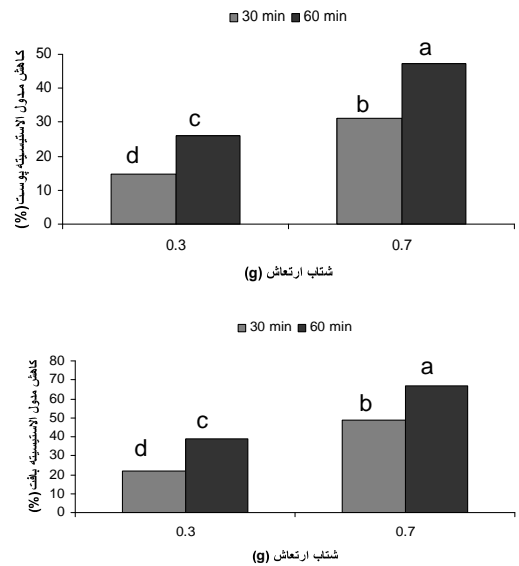 30 min 60 min
کاهش مدول الاستیسیته پوست (%)
50
40
30
20
10
0
a
b
c
d
0.3 0.7
شتاب ارتعاش (g)
30 min 60 min
کاهش مدول الاستیسیته بافت (%)
80
70
60
50
40
30
20
10
0
a
b
c
d
0.3 0.7
شتاب ارتعاش (g)